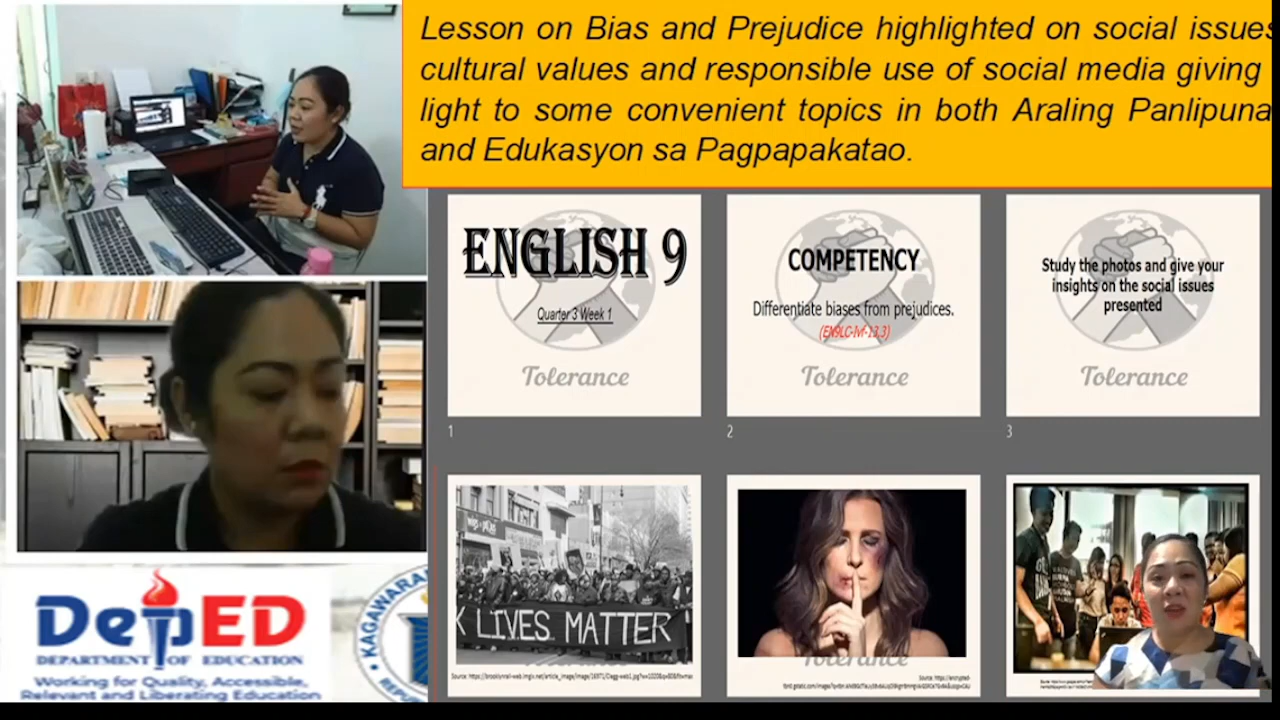 Lesson on Bias and Prejudice highlighted on social issues
cultural values and responsible use of social media giving
light to some convenient topics in both Araling Panlipuna
and Edukasyon sa Pagpapakatao.
ENGLISH 9
Quarter 3 Week 1
Tolerance
1
COMPETENCY
Differentiate biases from prejudices.
Tolerance
2
Study the photos and give your
insights on the social issues
presented
Tolerance
3
K LIVES MATTER
Tolerance
DepED
DEPARTMENT OF EDUCATION
Working for Quality, Accessible,
Relevant and Liberating Education
KAGAWARA